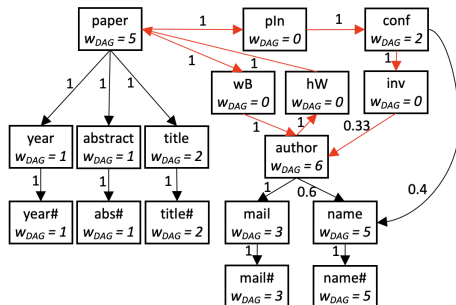 paper
w_DAG = 5
1
pIn
w_DAG = 0
1
conf
w_DAG = 2
1
1
1
1
1
1
1
wB
w_DAG = 0
hW
w_DAG = 0
inv
w_DAG = 0
1
1
0.33
year
w_DAG = 1
abstract
w_DAG = 1
title
w_DAG = 2
author
w_DAG = 6
1
1
1
1
0.6
0.4
year#
w_DAG = 1
abs#
w_DAG = 1
title#
w_DAG = 2
mail
w_DAG = 3
name
w_DAG = 5
1
1
mail#
w_DAG = 3
name#
w_DAG = 5